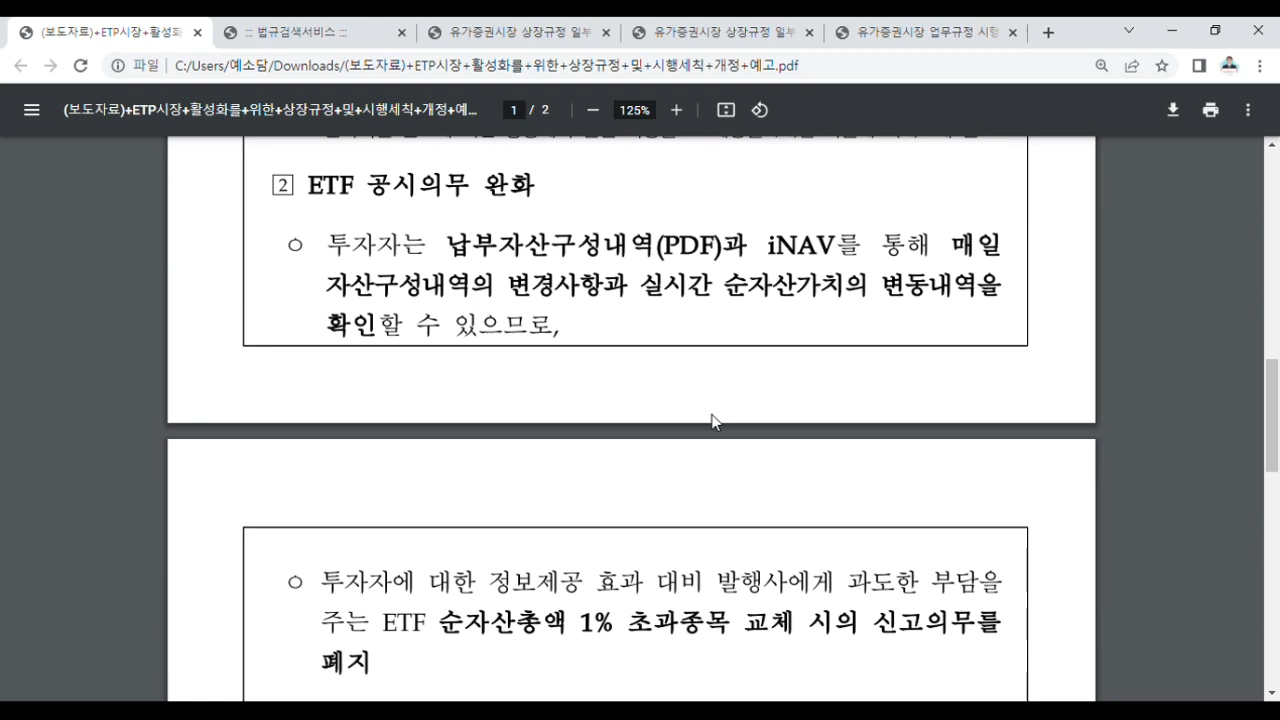 (보도자료)+ETP시장+활성화
::: 법규검색서비스 :::
유가증권시장 상장규정 일부
유가증권시장 상장규정 일부
유가증권시장 업무규정 시행
파일
C:/Users/예소담/Downloads/(보도자료)+ETP시장+활성화를+위한+상장규정+및+시행세칙+개정+예고.pdf
(보도자료)+ETP시장+활성화를+위한+상장규정+및+시행세칙+개정+예...
1 / 2
125%
2 ETF 공시의무 완화
○ 투자자는 납부자산구성내역(PDF)과 iNAV를 통해 매일
자산구성내역의 변경사항과 실시간 순자산가치의 변동내역을
확인할 수 있으므로,
○ 투자자에 대한 정보제공 효과 대비 발행사에게 과도한 부담을
주는 ETF 순자산총액 1% 초과종목 교체 시의 신고의무를
폐지